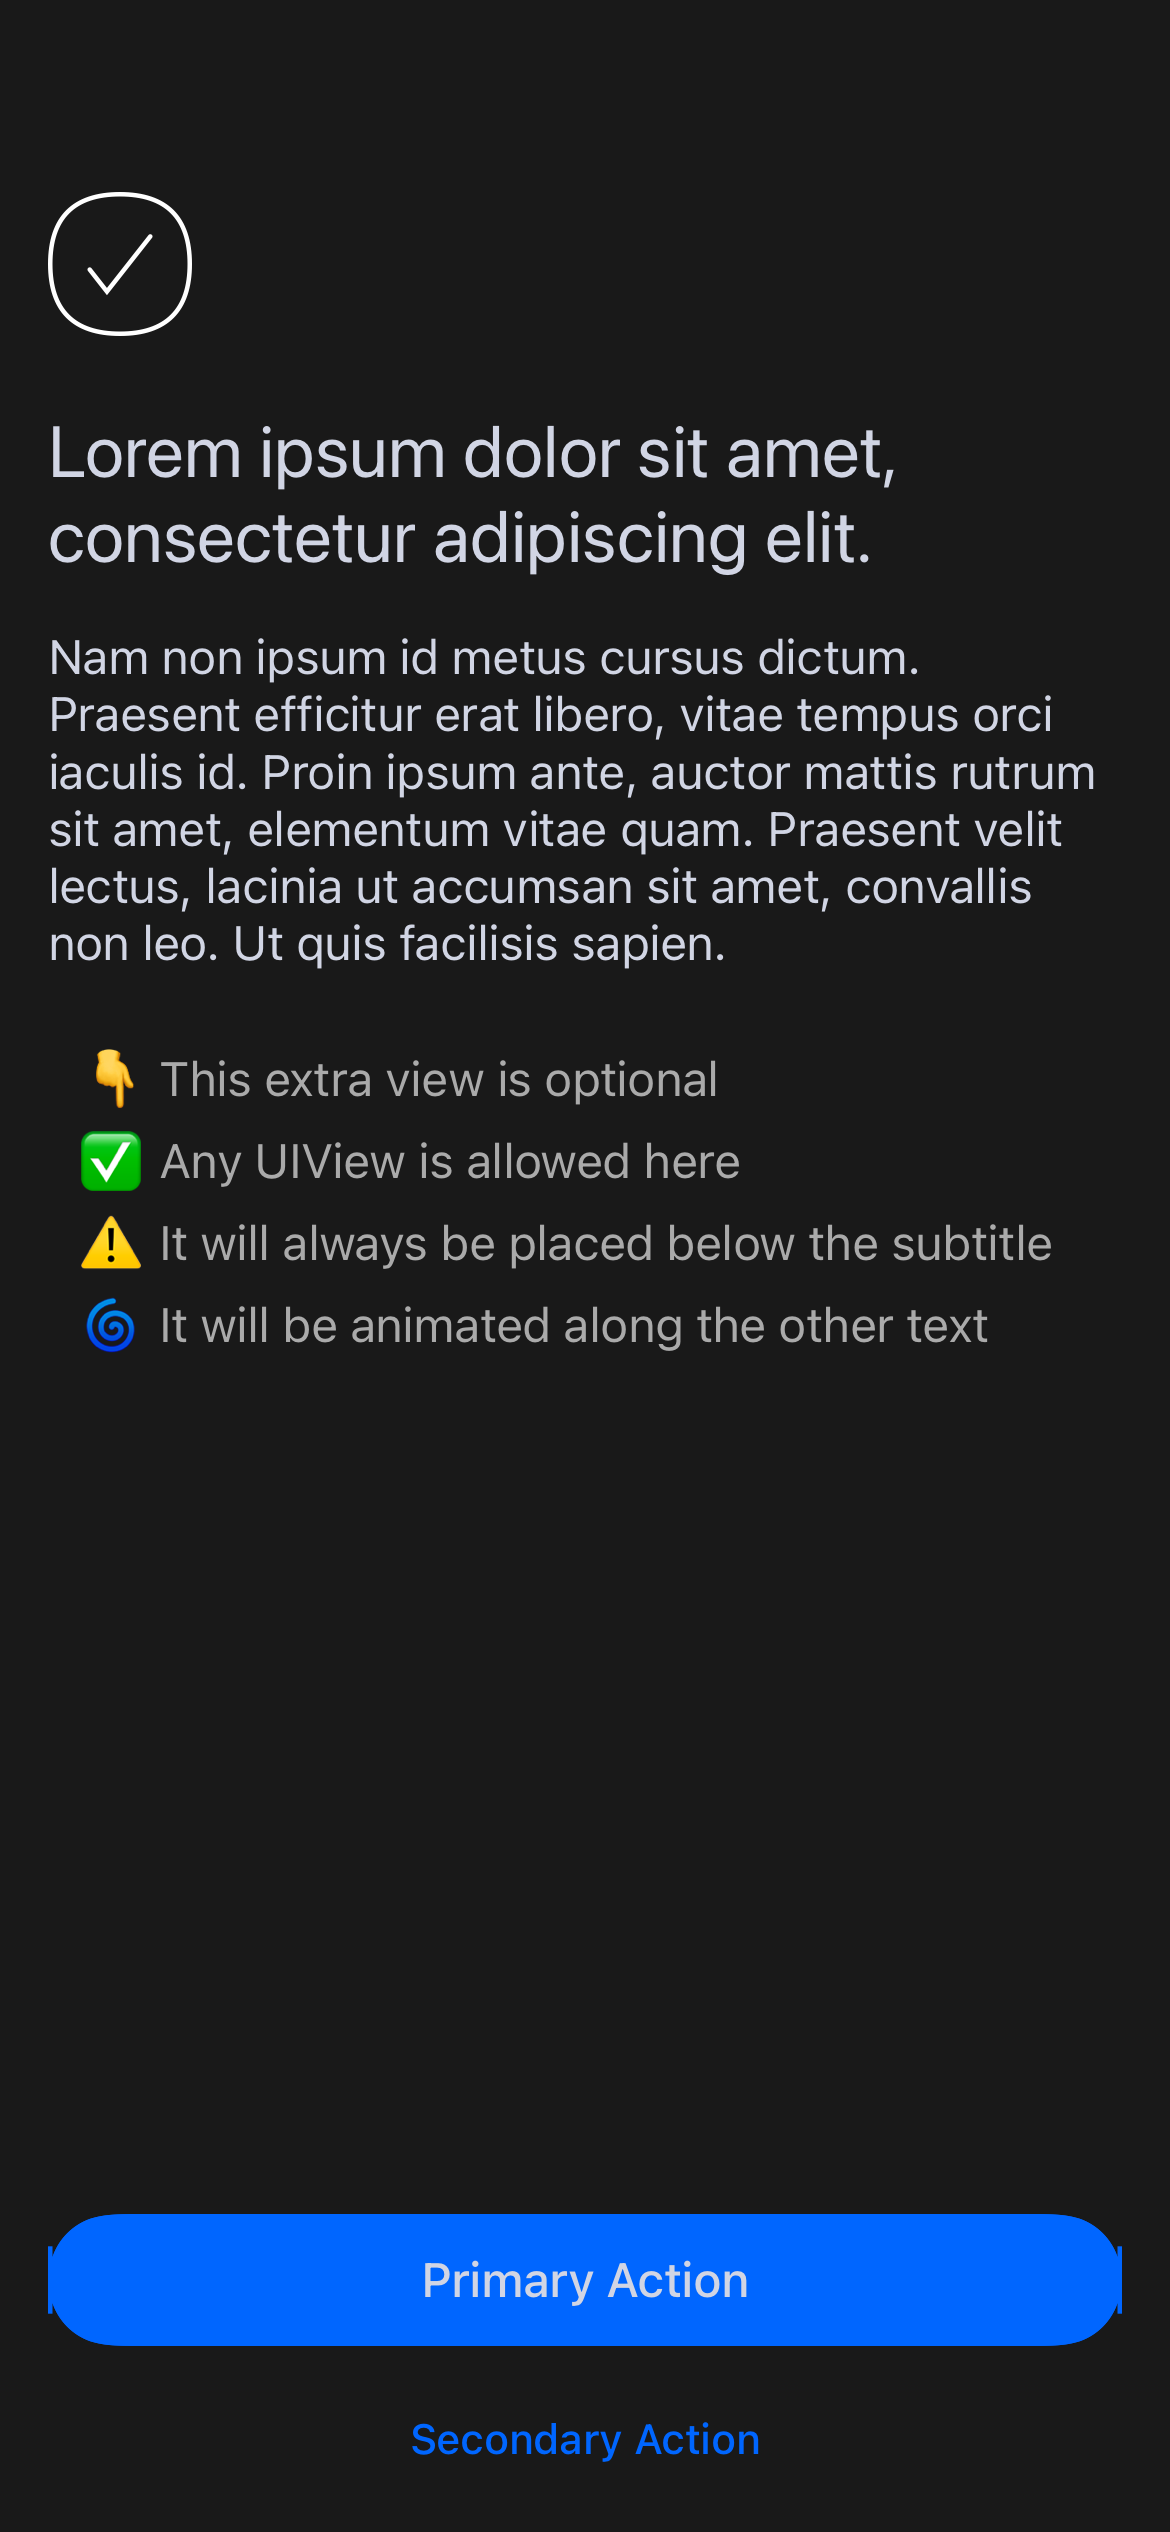 Lorem ipsum dolor sit amet,
consectetur adipiscing elit.
Nam non ipsum id metus cursus dictum.
Praesent efficitur erat libero, vitae tempus orci
iaculis id. Proin ipsum ante, auctor mattis rutrum
sit amet, elementum vitae quam. Praesent velit
lectus, lacinia ut accumsan sit amet, convallis
non leo. Ut quis facilisis sapien.
👇 This extra view is optional
✅ Any UIView is allowed here
⚠️ It will always be placed below the subtitle
🌀 It will be animated along the other text
Primary Action
Secondary Action